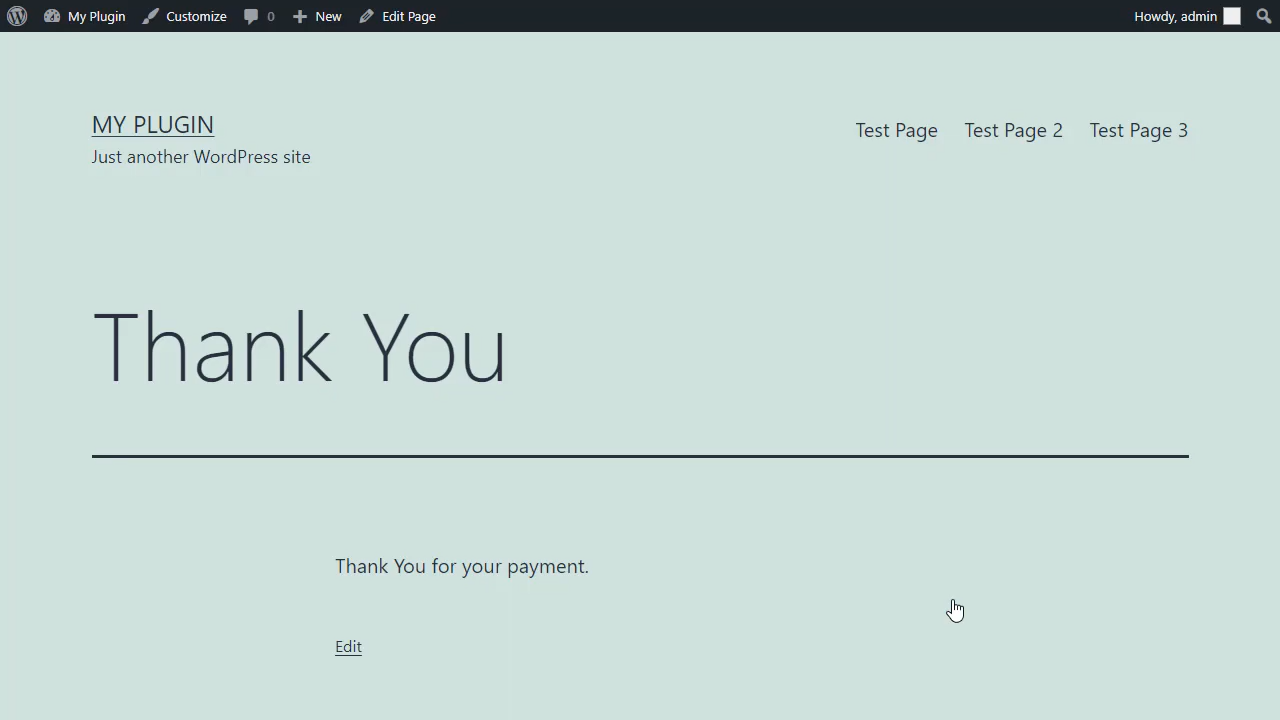 My Plugin Customize 0 New Edit Page Howdy, admin
MY PLUGIN
Just another WordPress site
Test Page Test Page 2 Test Page 3
Thank You
Thank You for your payment.
Edit